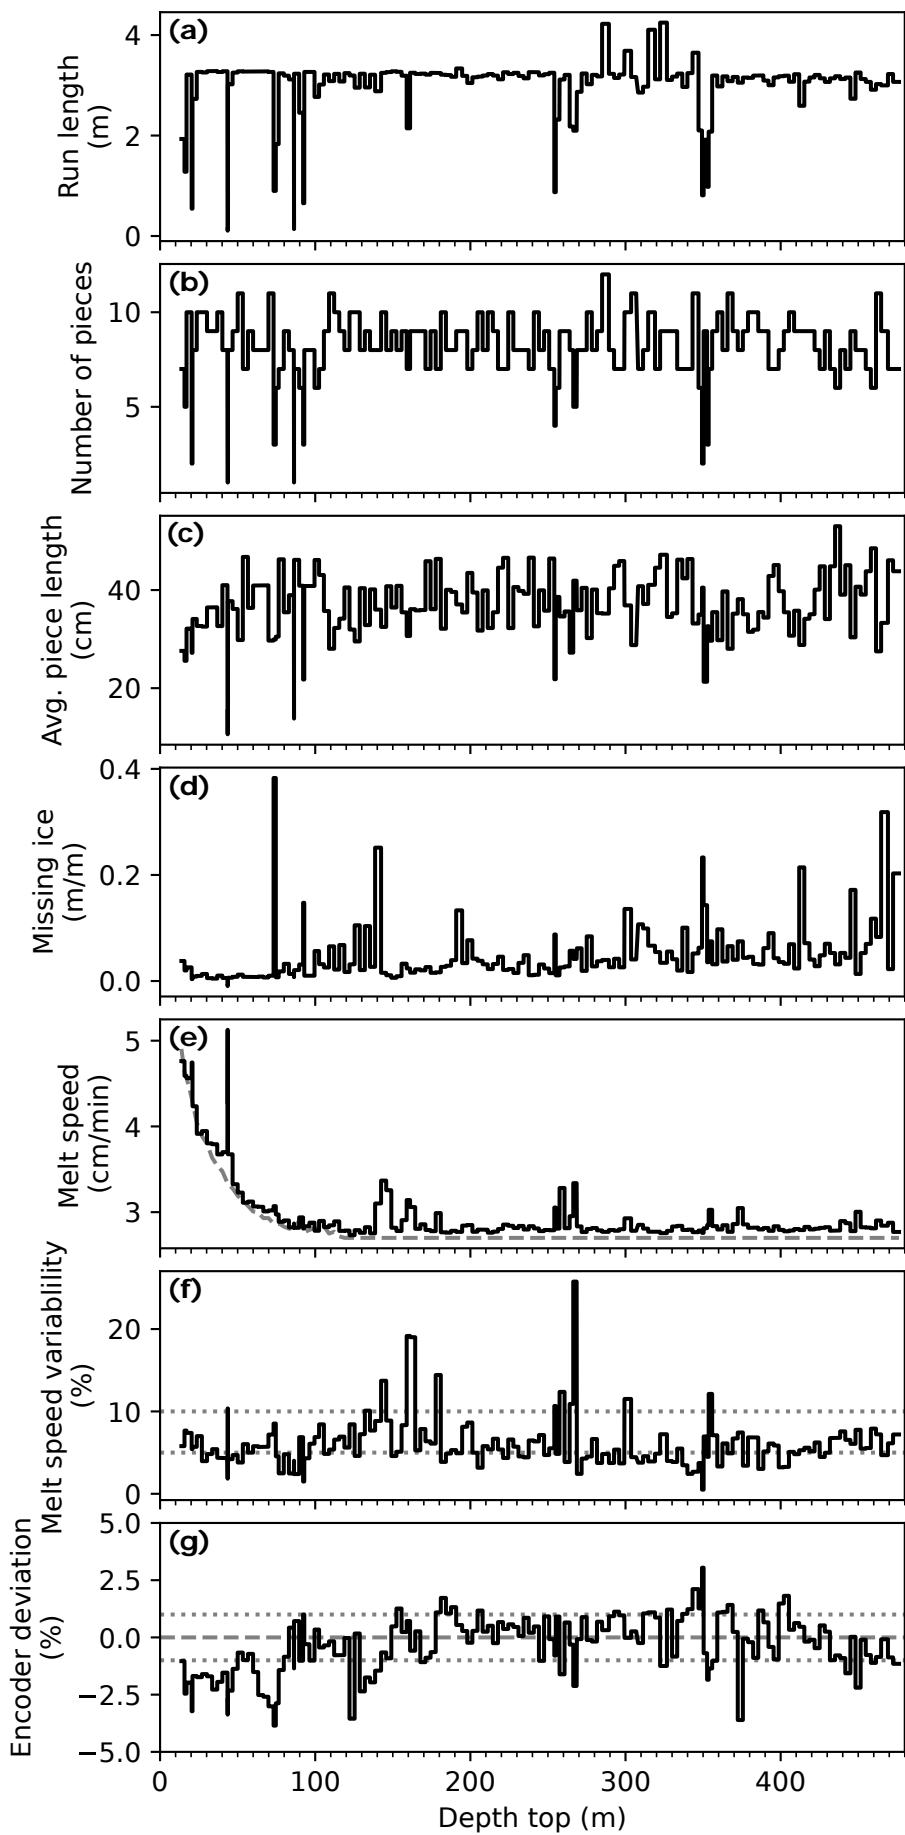 (a)
4
2
0
Run length
(m)
(b)
10
5
Number of pieces
(c)
40
20
Avg. piece length
(cm)
(d)
0.4
0.2
0.0
Missing ice
(m/m)
(e)
5
4
3
Melt speed
(cm/min)
(f)
20
10
0
Melt speed variablility
(%)
(g)
5.0
2.5
0.0
−2.5
−5.0
Encoder deviation
(%)
0 100 200 300 400
Depth top (m)